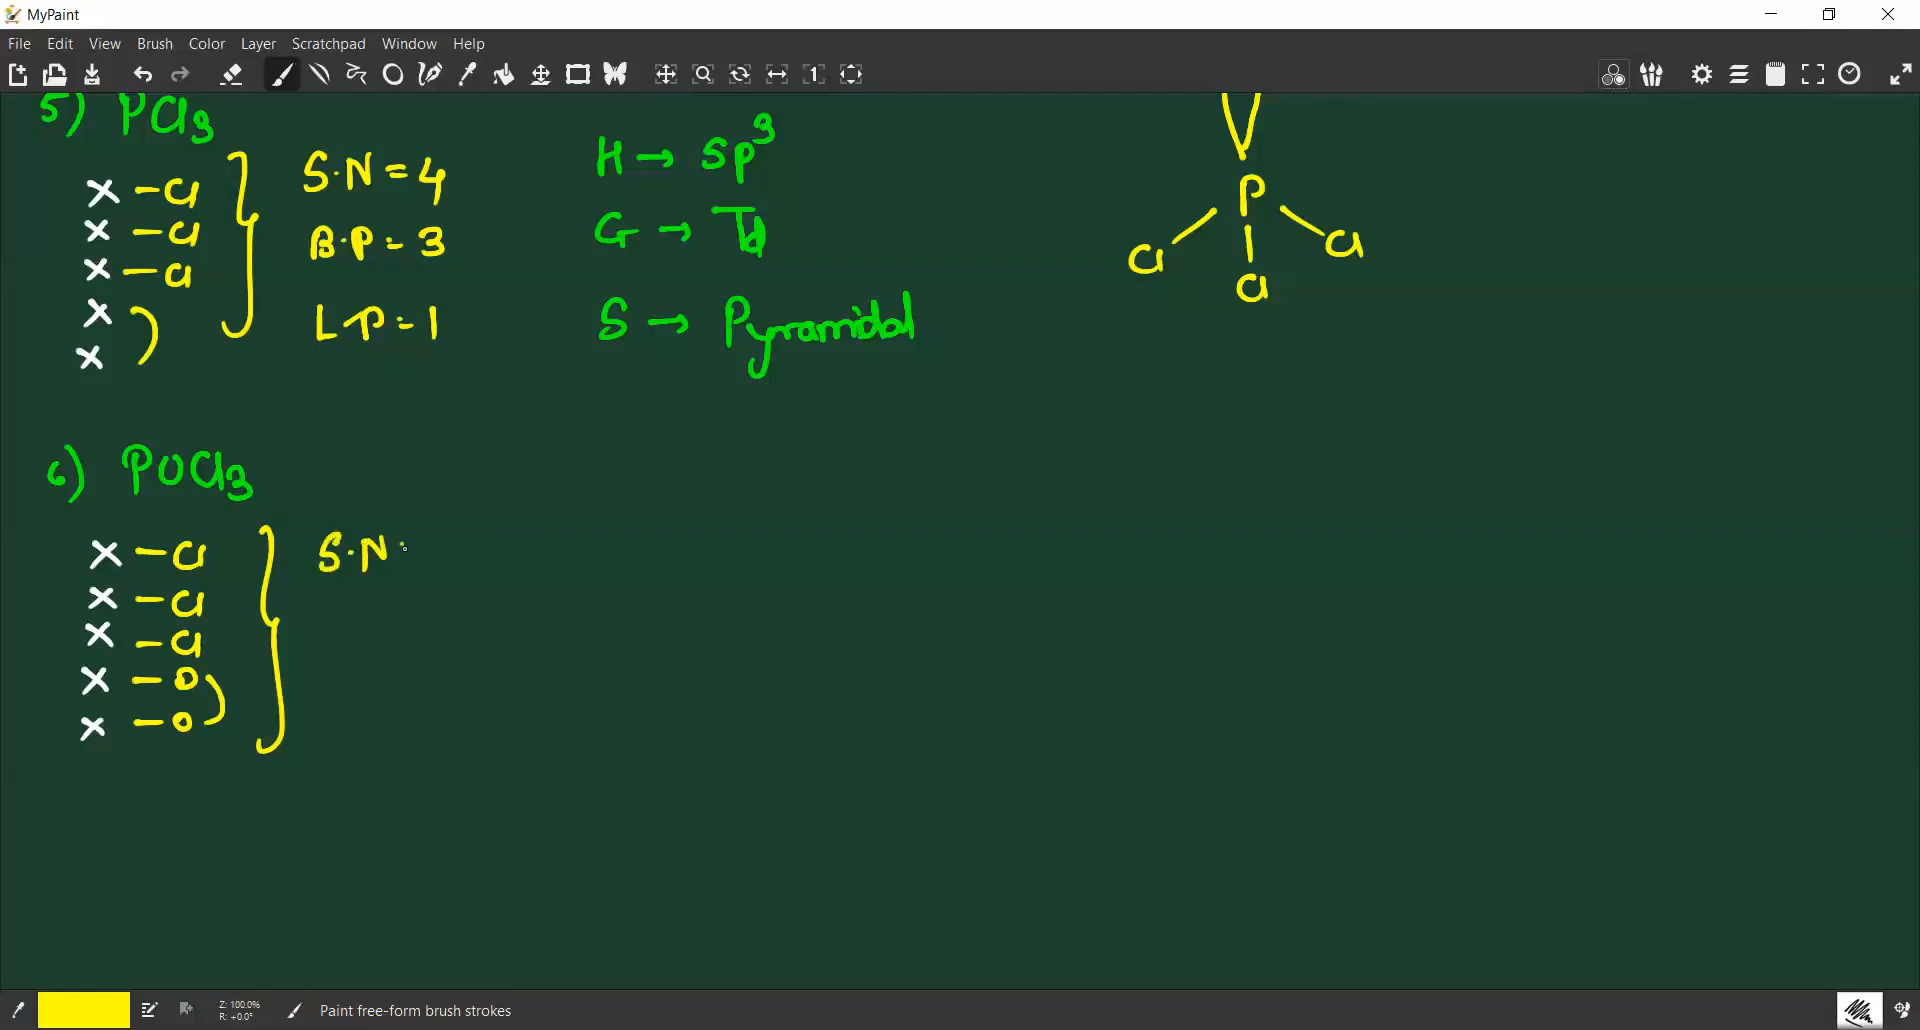 MyPaint
File Edit View Brush Color Layer Scratchpad Window Help
5) PCl3
X - Cl
X - Cl
X - Cl
X
X
S.N = 4
B.P = 3
L.P = 1
H → Sp³
G → Td
S → Pyramidal
P
Cl
Cl
Cl
6) POCl3
X - Cl
X - Cl
X - Cl
X - O
X - O
S.N
Z: 100.0%
R: +0.0°
Paint free-form brush strokes